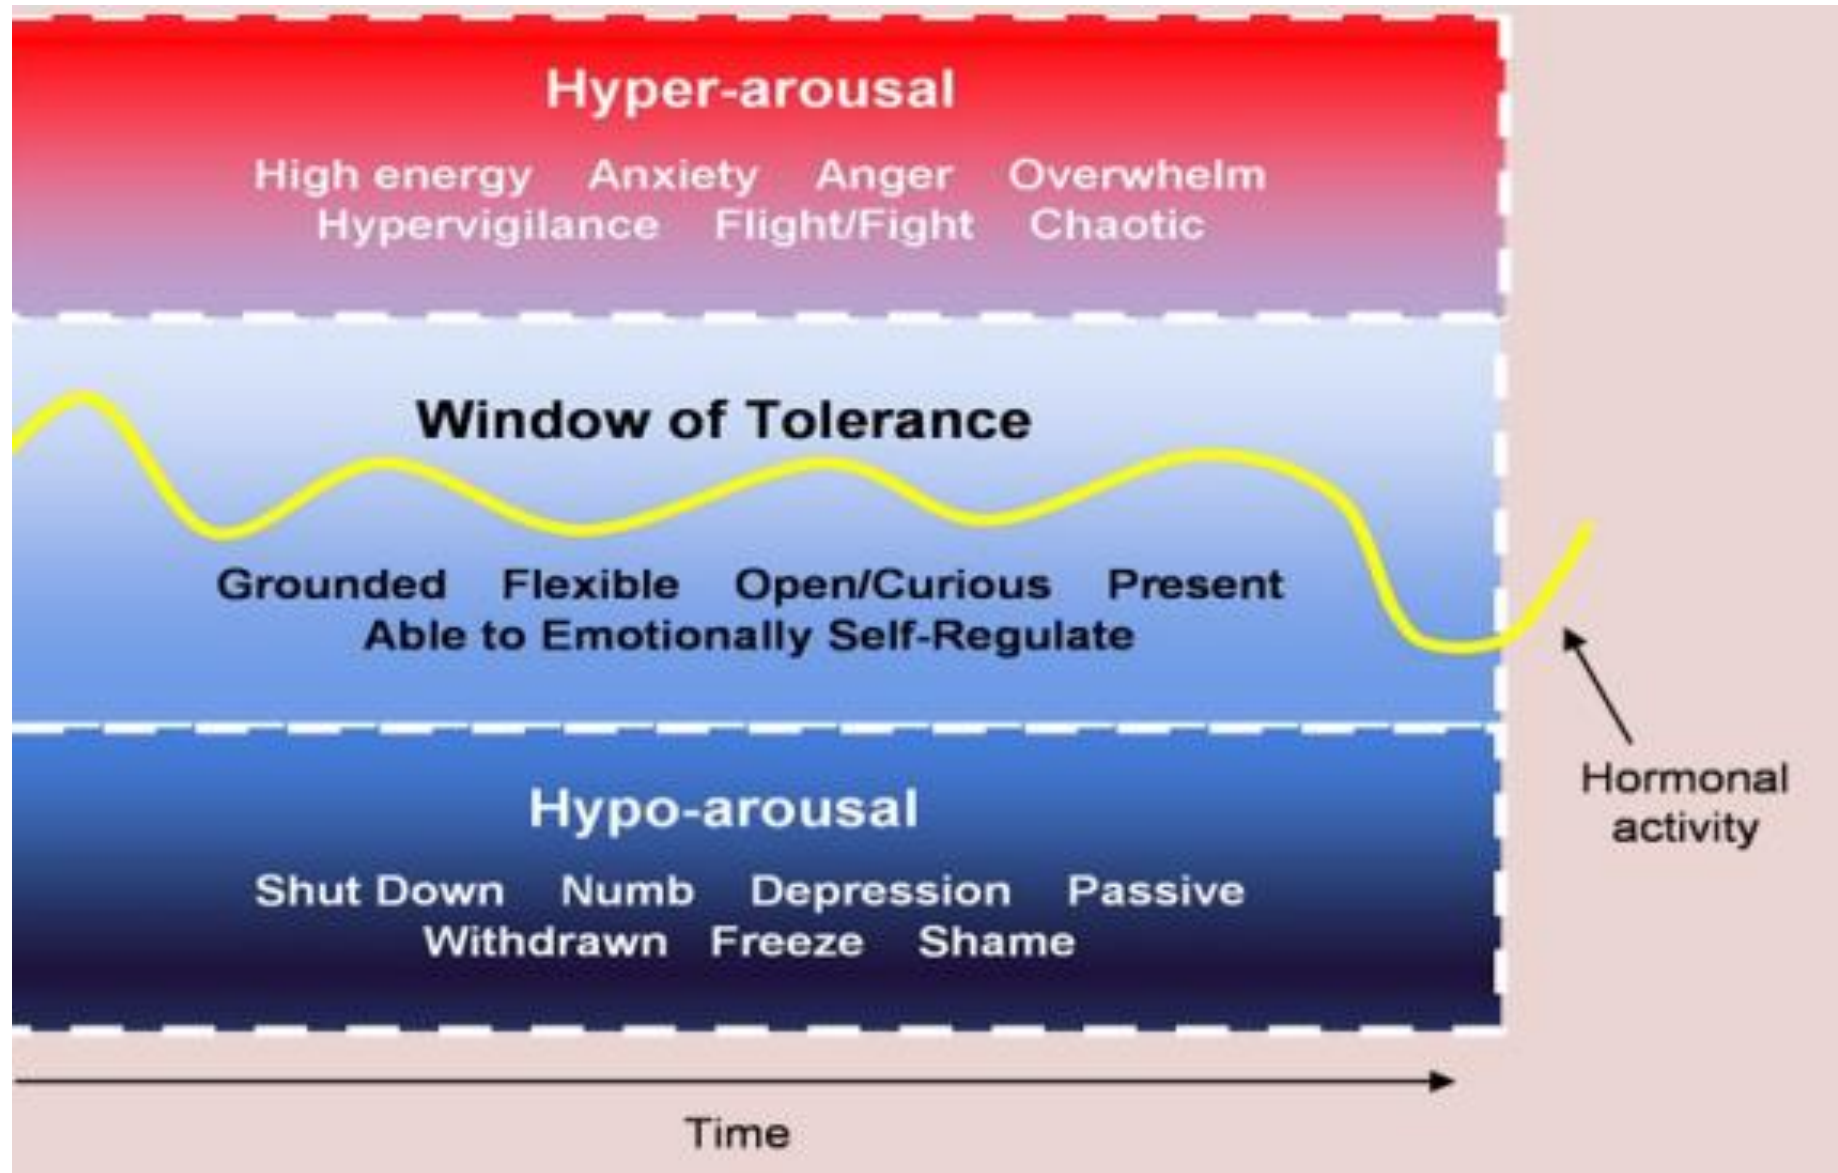 Hyper-arousal
High energy Anxiety Anger Overwhelm
Hypervigilance Flight/Fight Chaotic
Window of Tolerance
Grounded Flexible Open/Curious Present
Able to Emotionally Self-Regulate
Hormonal
activity
Hypo-arousal
Shut Down Numb Depression Passive
Withdrawn Freeze Shame
Time